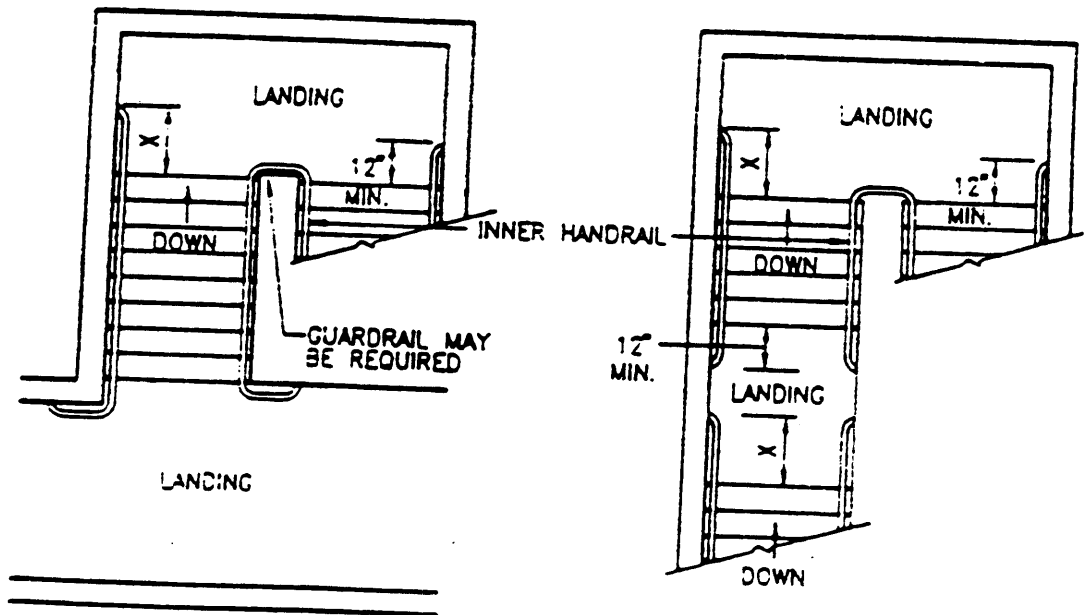 LANDING
X
12"
MIN.
DOWN
GUARDRAIL MAY
BE REQUIRED
LANDING
INNER HANDRAIL
LANDING
X
12"
MIN.
DOWN
12"
MIN.
LANDING
X
DOWN